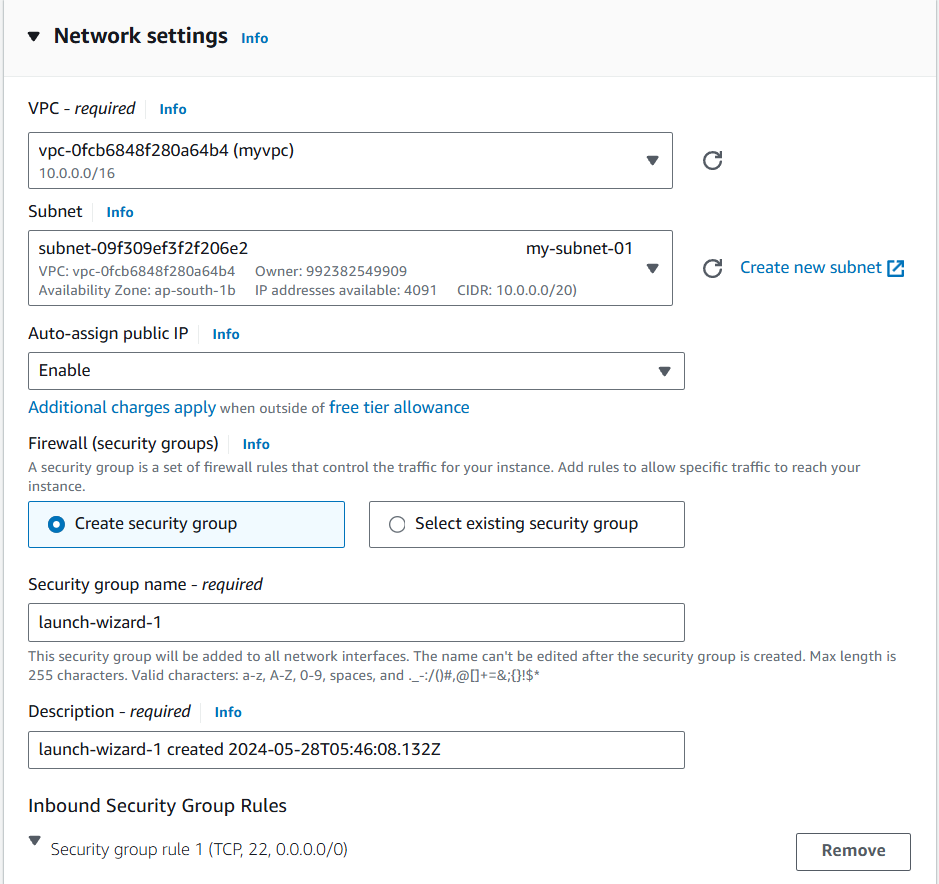 Network settings Info
VPC - required Info
vpc-0fcb6848f280a64b4 (myvpc)
10.0.0.0/16
Subnet Info
subnet-09f309ef3f2f206e2 my-subnet-01
VPC: vpc-0fcb6848f280a64b4 Owner: 992382549909
Availability Zone: ap-south-1b IP addresses available: 4091 CIDR: 10.0.0.0/20)
Create new subnet
Auto-assign public IP Info
Enable
Additional charges apply when outside of free tier allowance
Firewall (security groups) Info
A security group is a set of firewall rules that control the traffic for your instance. Add rules to allow specific traffic to reach your
instance.
Create security group Select existing security group
Security group name - required
launch-wizard-1
This security group will be added to all network interfaces. The name can't be edited after the security group is created. Max length is
255 characters. Valid characters: a-z, A-Z, 0-9, spaces, and ._-:/()#,@[]+=&;{}!$*
Description - required Info
launch-wizard-1 created 2024-05-28T05:46:08.132Z
Inbound Security Group Rules
Security group rule 1 (TCP, 22, 0.0.0.0/0) Remove